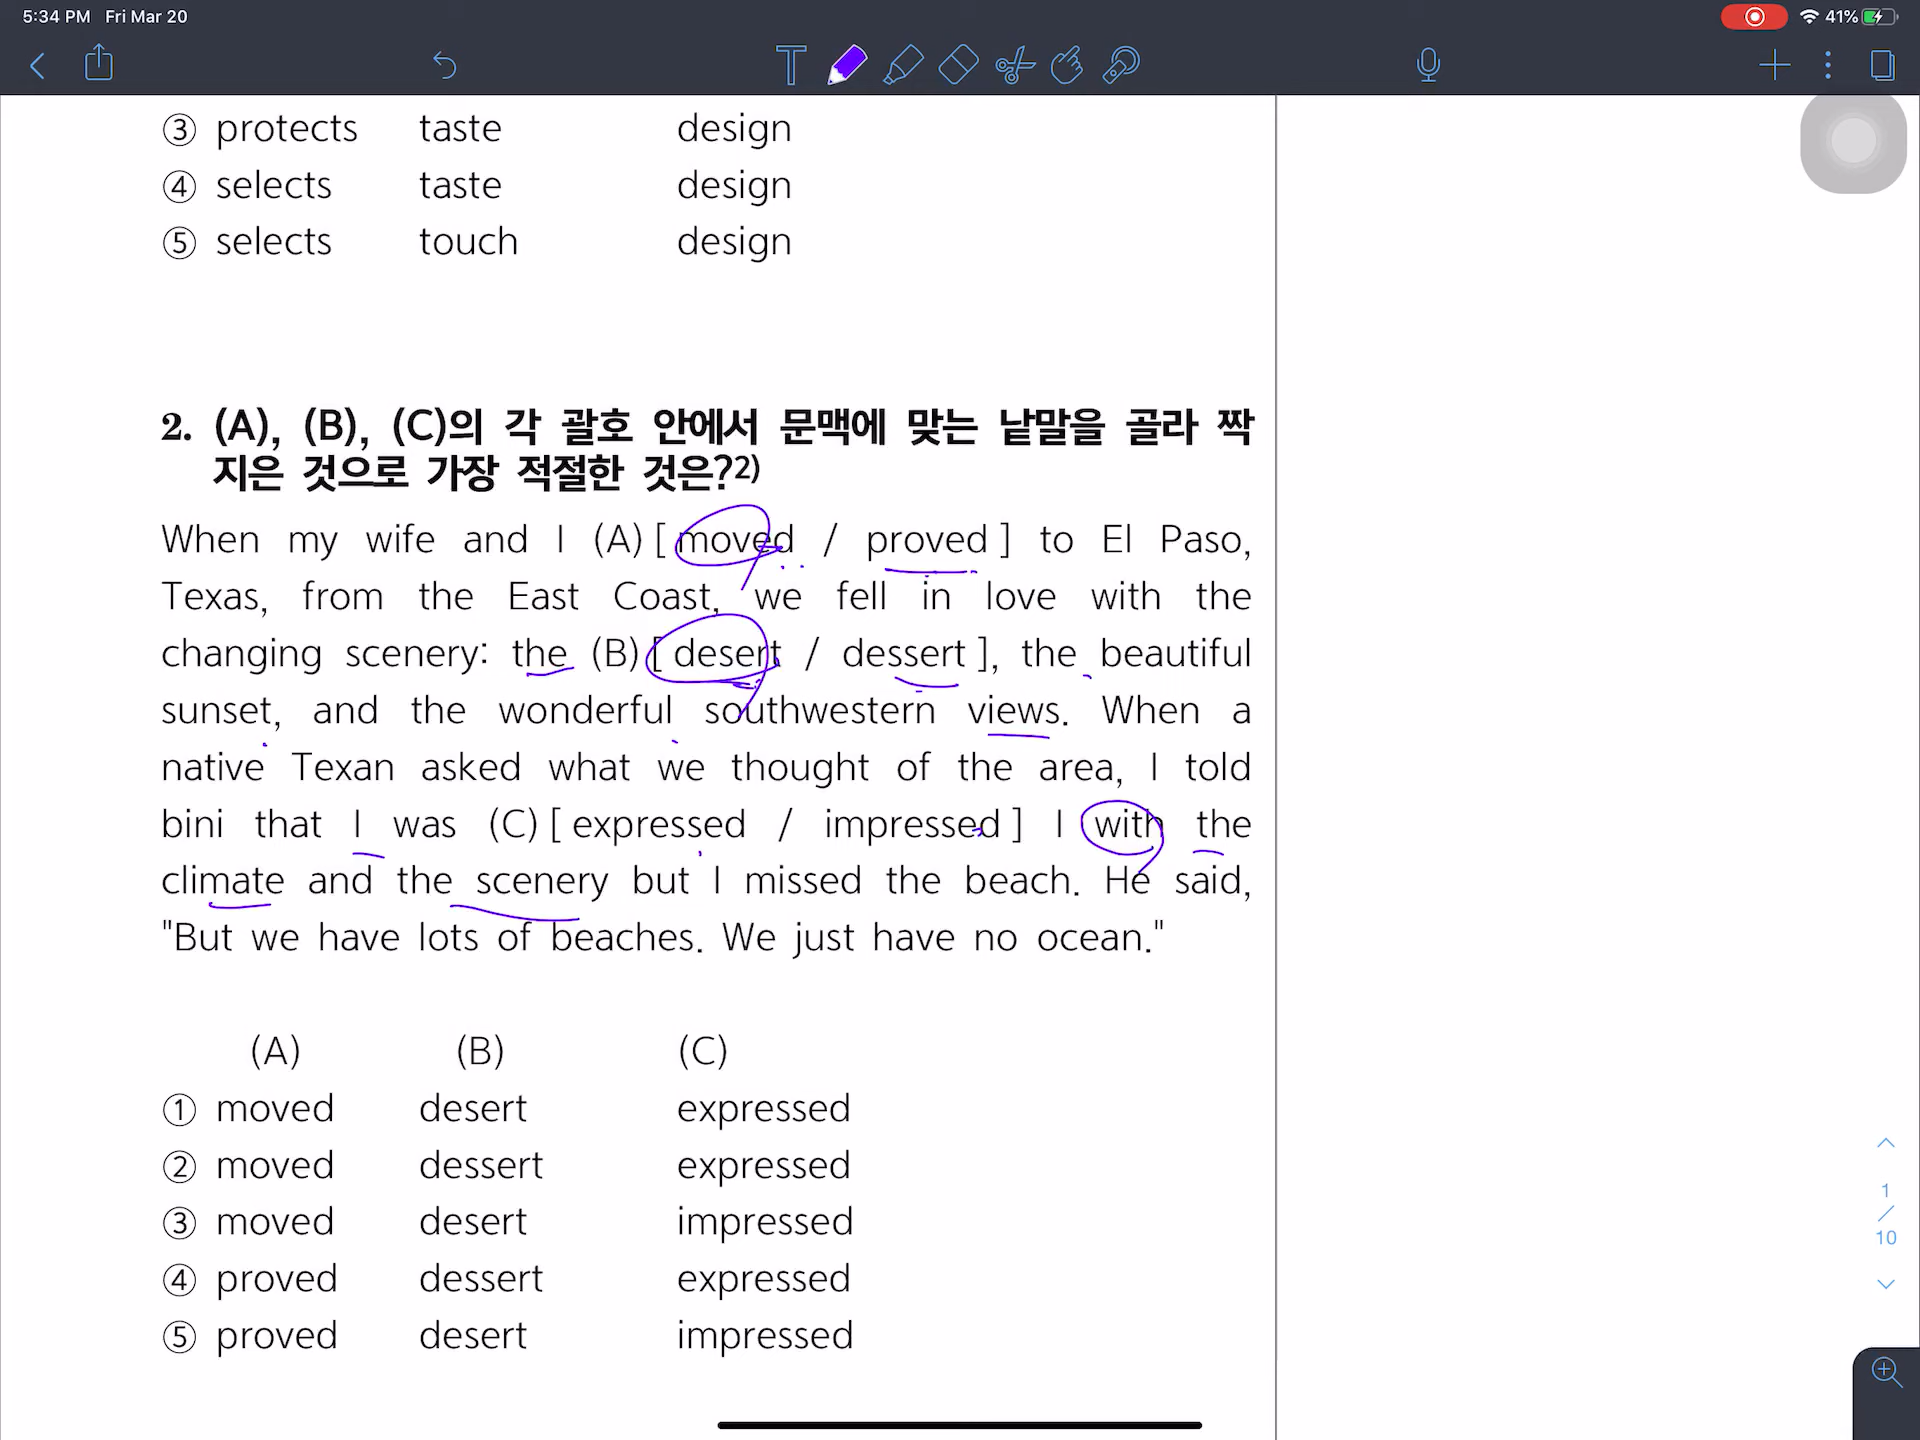 5:34 PM Fri Mar 20
41%
③ protects taste design
④ selects taste design
⑤ selects touch design
2. (A), (B), (C)의 각 괄호 안에서 문맥에 맞는 낱말을 골라 짝
지은 것으로 가장 적절한 것은?2)
When my wife and I (A)[moved / proved] to El Paso,
Texas, from the East Coast, we fell in love with the
changing scenery: the (B)[desert / dessert], the beautiful
sunset, and the wonderful southwestern views. When a
native Texan asked what we thought of the area, I told
bini that I was (C)[expressed / impressed] I with the
climate and the scenery but I missed the beach. He said,
"But we have lots of beaches. We just have no ocean."
(A) (B) (C)
① moved desert expressed
② moved dessert expressed
③ moved desert impressed
④ proved dessert expressed
⑤ proved desert impressed
1
/
10